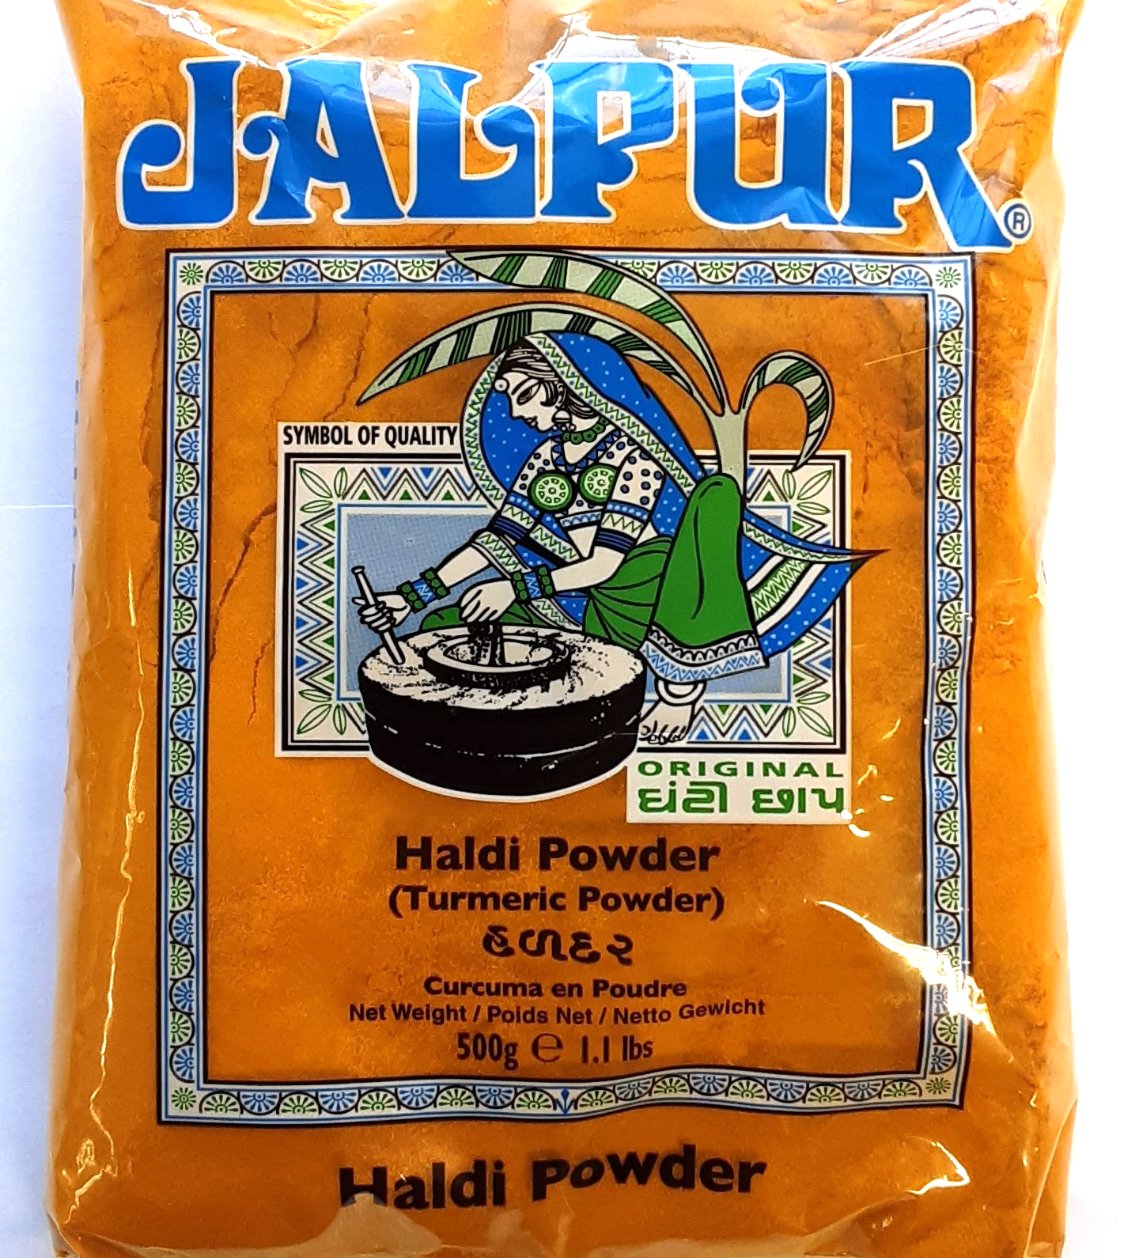 JALPUR®
SYMBOL OF QUALITY
ORIGINAL
ઘંટી છાપ
Haldi Powder
(Turmeric Powder)
હળદર
Curcuma en Poudre
Net Weight / Poids Net / Netto Gewicht
500g ℮ 1.1 lbs
Haldi Powder